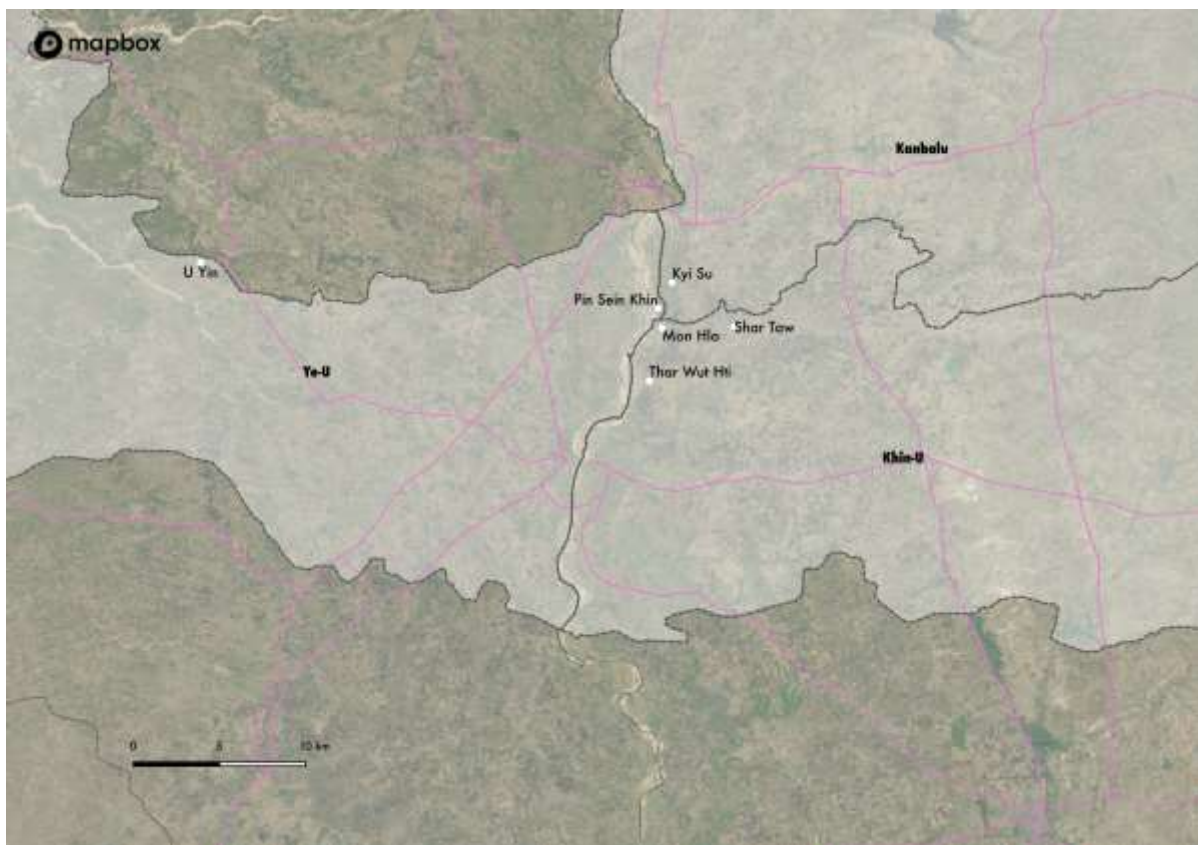 mapbox
Kanbalu
U Yin
Kyi Su
Pin Sein Khin
Mon Hla
Shar Taw
Thar Wut Hti
Ye-U
Khin-U
0 5 10 km